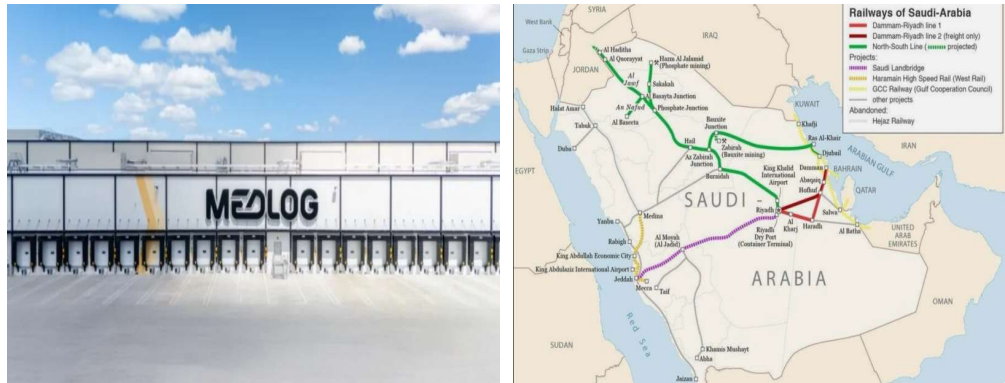 MEDLOG
Railways of Saudi-Arabia
Dammam-Riyadh line 1
Dammam-Riyadh line 2 (freight only)
North-South Line ( projected)
Projects:
Saudi Landbridge
Haramain High Speed Rail (West Rail)
GCC Railway (Gulf Cooperation Council)
other projects
Abandoned:
Hejaz Railway
SYRIA
West Bank
IRAQ
Gaza Strip
Al Haditha
Al Qurayyat
JORDAN
Hazm Al Jalamid
(Phosphate mining)
Al
Jawf
Sakakah
Al Basayta Junction
An Nafud
Phosphate Junction
Al Baseeta
Halat Amar
Tabuk
Duba
KUWAIT
Khafji
IRAN
Bauxite
Junction
Ras Al-Khair
Hail
Zabirah
(Bauxite mining)
Az Zabirah
Junction
Jubail
ARABIAN GULF
Dammam
BAHRAIN
EGYPT
Buraidah
King Khalid
International
Airport
Abqaiq
Hofuf
QATAR
SAUDI -
Salwa
Medina
Riyadh
Al
Kharj
Haradh
Al Batha
Yanbu
Riyadh
Dry Port
(Container Terminal)
UNITED
ARAB
EMIRATES
Rabigh
Al Moyah
(Al Jadid)
King Abdullah Economic City
King Abdulaziz International Airport
Jeddah
Mecca
Taif
ARABIA
OMAN
Red Sea
SUDAN
Khamis Mushayt
Abha
Jaizan